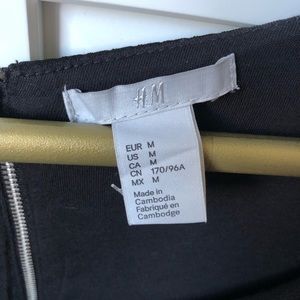 H&M
EUR M
US M
CA M
CN 170/96A
MX M
Made in
Cambodia
Fabriqué en
Cambodge